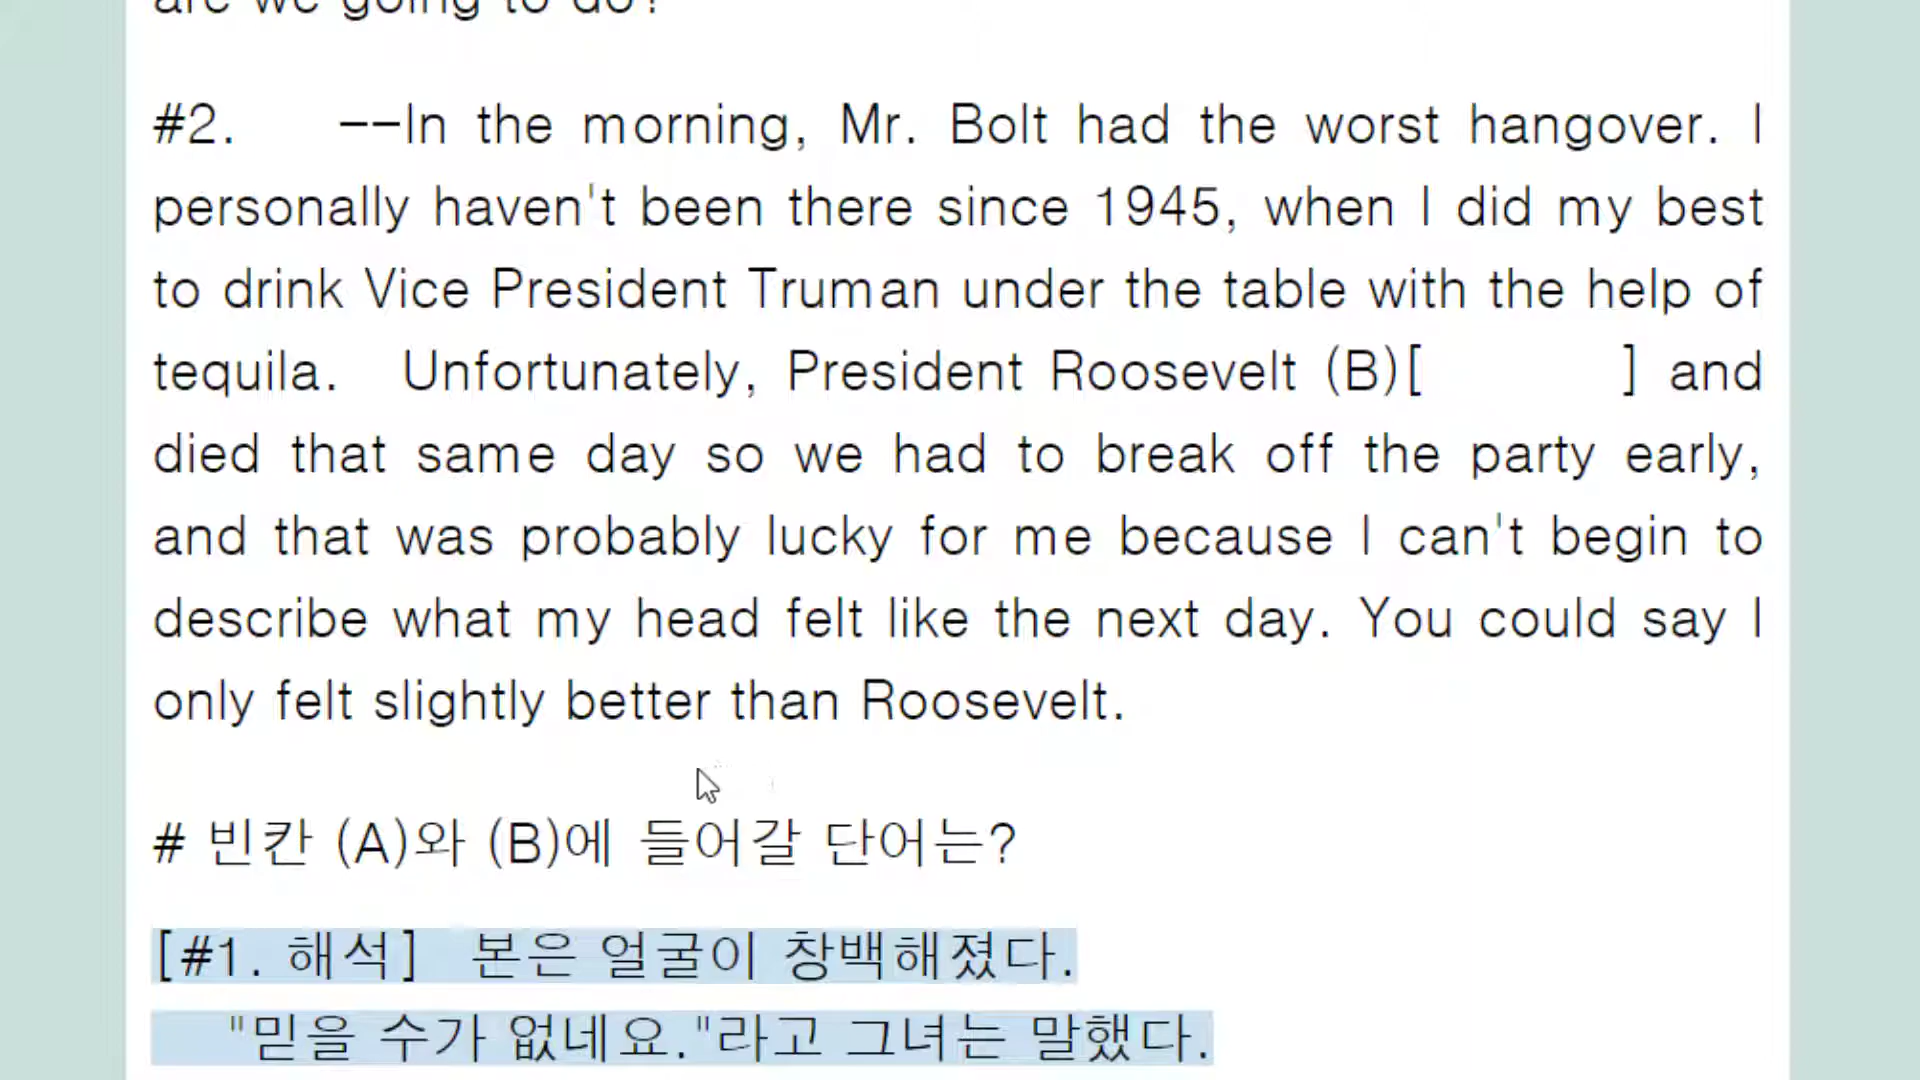 are we going to do?
#2. --In the morning, Mr. Bolt had the worst hangover. I
personally haven't been there since 1945, when I did my best
to drink Vice President Truman under the table with the help of
tequila. Unfortunately, President Roosevelt (B)[ ] and
died that same day so we had to break off the party early,
and that was probably lucky for me because I can't begin to
describe what my head felt like the next day. You could say I
only felt slightly better than Roosevelt.
# 빈칸 (A)와 (B)에 들어갈 단어는?
[#1. 해석] 본은 얼굴이 창백해졌다.
"믿을 수가 없네요."라고 그녀는 말했다.